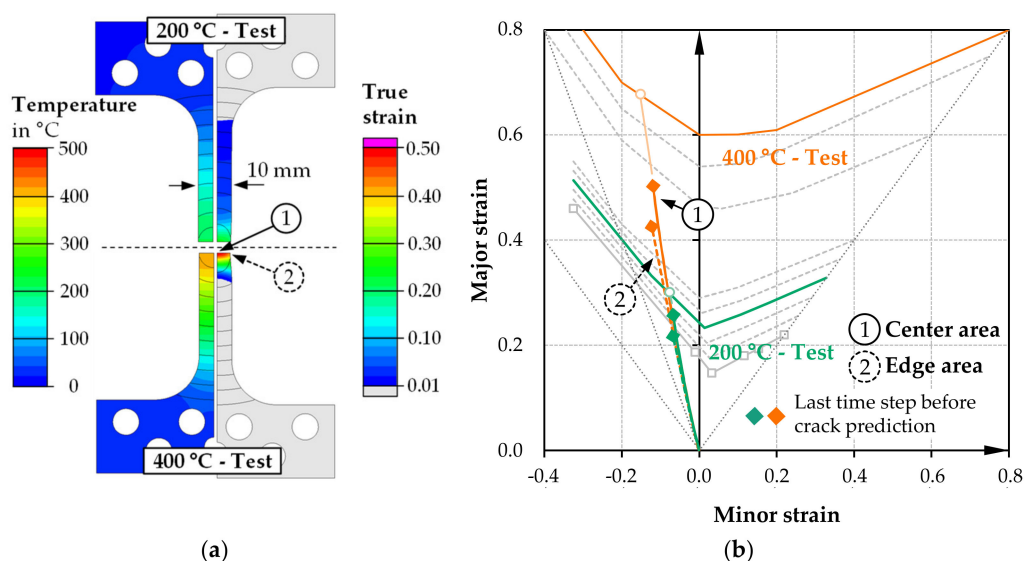 200 °C - Test
Temperature
in °C
500
400
300
200
100
0
True
strain
0.50
0.40
0.30
0.20
0.10
0.01
10 mm
1
2
400 °C - Test
(a)
Major strain
0.8
0.6
0.4
0.2
0.0
400 °C - Test
1
2
200 °C - Test
1 Center area
2 Edge area
Last time step before
crack prediction
-0.4
-0.2
0.0
0.2
0.4
0.6
0.8
Minor strain
(b)